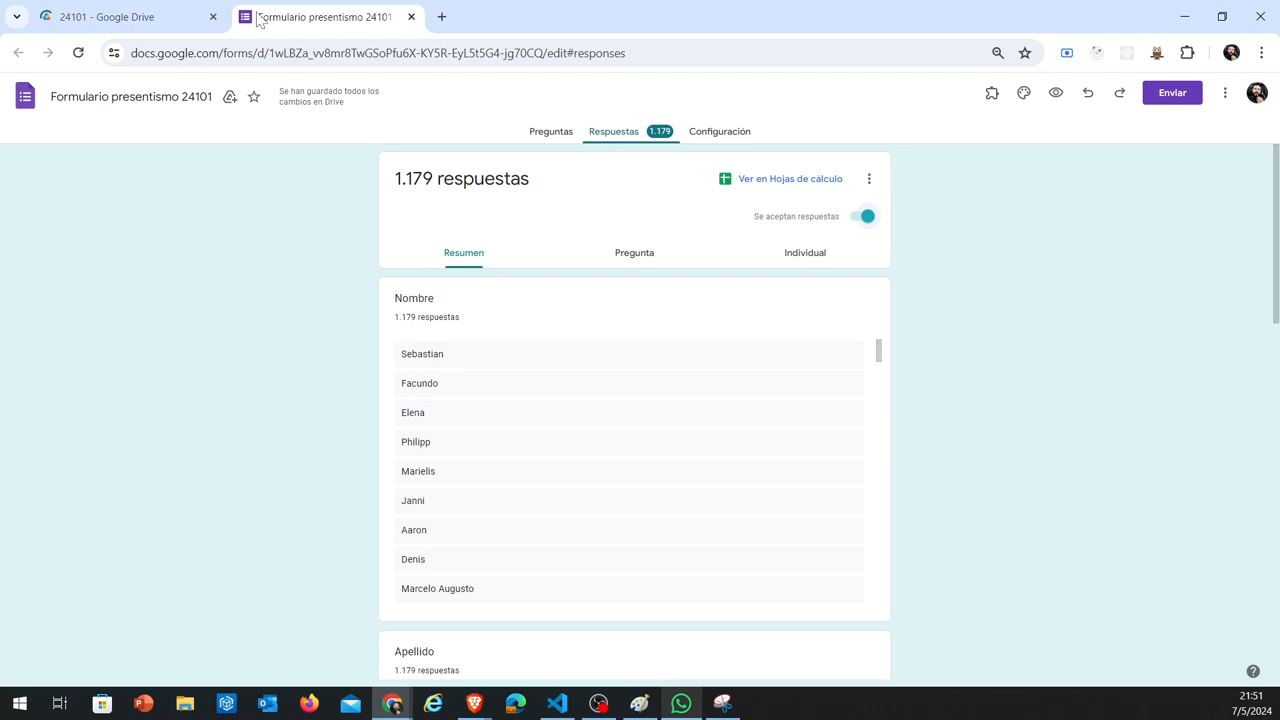 24101 - Google Drive
Formulario presentismo 24101
docs.google.com/forms/d/1wLBZa_vv8mr8TwGSoPfu6X-KY5R-EyL5t5G4-jg70CQ/edit#responses
Formulario presentismo 24101
Se han guardado todos los
cambios en Drive
Enviar
Preguntas
Respuestas
1.179
Configuración
1.179 respuestas
Ver en Hojas de cálculo
Se aceptan respuestas
Resumen
Pregunta
Individual
Nombre
1.179 respuestas
Sebastian
Facundo
Elena
Philipp
Marielis
Janni
Aaron
Denis
Marcelo Augusto
Apellido
1.179 respuestas
21:51
7/5/2024